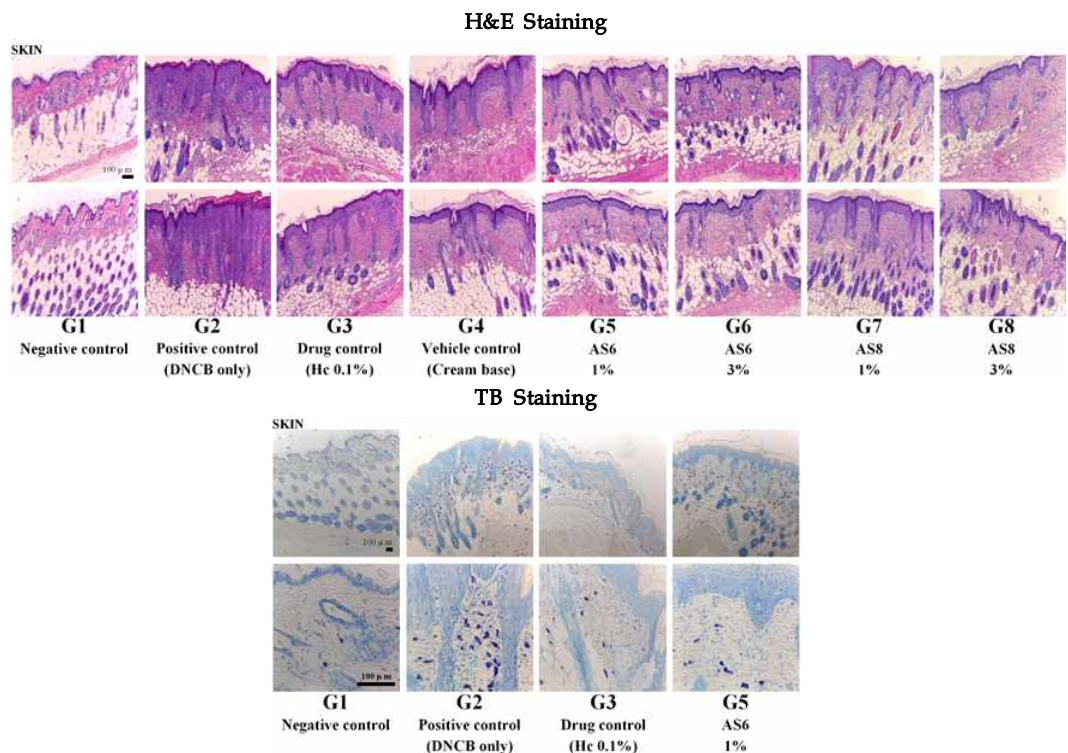 H&E Staining
SKIN
100 μm
G1 G2 G3 G4 G5 G6 G7 G8
Negative control Positive control Drug control Vehicle control AS6 AS6 AS8 AS8
(DNCB only) (Hc 0.1%) (Cream base) 1% 3% 1% 3%
TB Staining
SKIN
100 μm
100 μm
G1 G2 G3 G5
Negative control Positive control Drug control AS6
(DNCB only) (Hc 0.1%) 1%